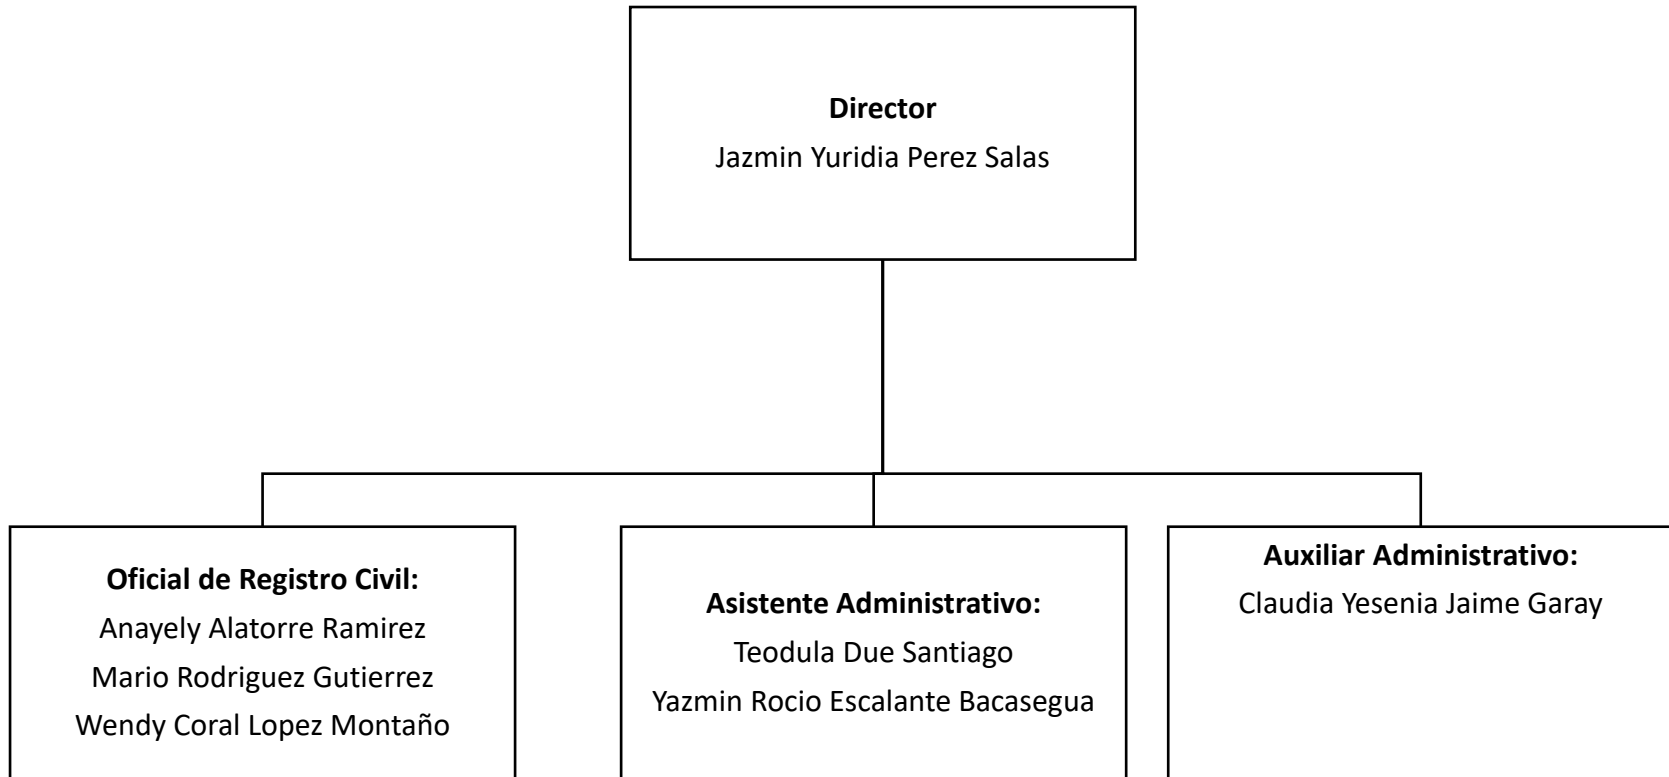 Director
Jazmin Yuridia Perez Salas
Oficial de Registro Civil:
Anayely Alatorre Ramirez
Mario Rodriguez Gutierrez
Wendy Coral Lopez Montaño
Asistente Administrativo:
Teodula Due Santiago
Yazmin Rocio Escalante Bacasegua
Auxiliar Administrativo:
Claudia Yesenia Jaime Garay